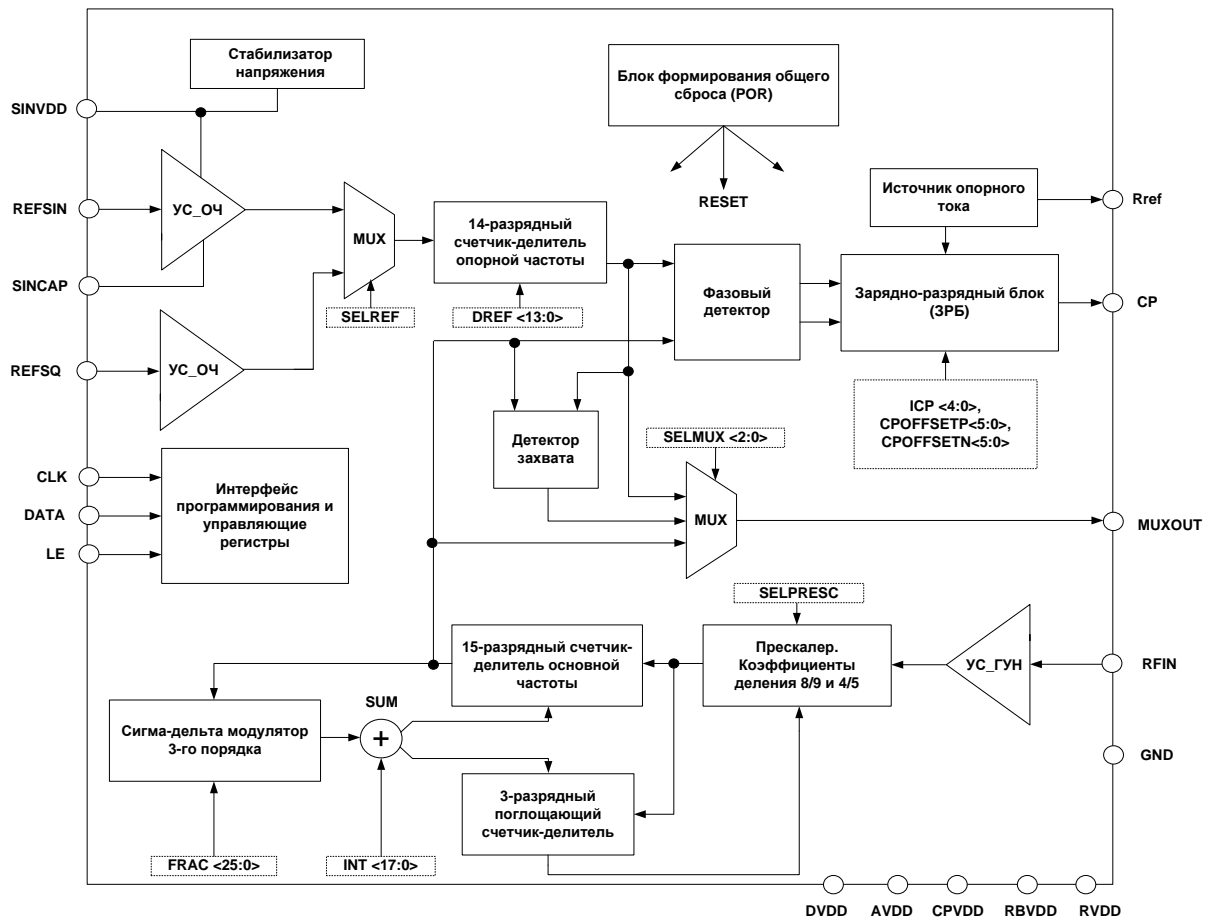 Стабилизатор
напряжения
Блок формирования общего
сброса (POR)
RESET
SINVDD
REFSIN
SINCAP
REFSQ
CLK
DATA
LE
УС_ОЧ
УС_ОЧ
MUX
SELREF
14-разрядный
счетчик-делитель
опорной частоты
DREF <13:0>
Фазовый
детектор
Источник опорного
тока
Зарядно-разрядный блок
(ЗРБ)
ICP <4:0>,
CPOFFSETP<5:0>,
CPOFFSETN<5:0>
Rref
CP
Детектор
захвата
SELMUX <2:0>
MUX
MUXOUT
Интерфейс
программирования и
управляющие
регистры
SELPRESC
15-разрядный счетчик-
делитель основной
частоты
Прескалер.
Коэффициенты
деления 8/9 и 4/5
УС_ГУН
RFIN
GND
SUM
+
Сигма-дельта модулятор
3-го порядка
3-разрядный
поглощающий
счетчик-делитель
FRAC <25:0>
INT <17:0>
DVDD
AVDD
CPVDD
RBVDD
RVDD